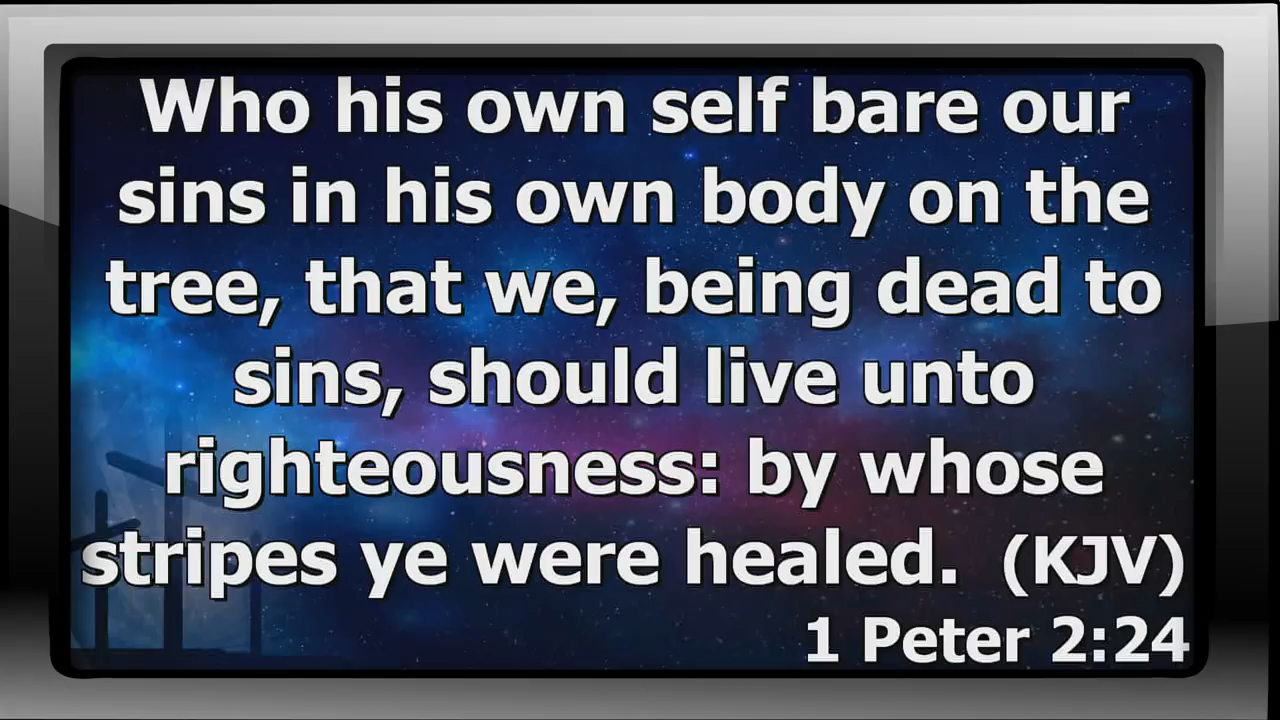 Who his own self bare our
sins in his own body on the
tree, that we, being dead to
sins, should live unto
righteousness: by whose
stripes ye were healed. (KJV)
1 Peter 2:24